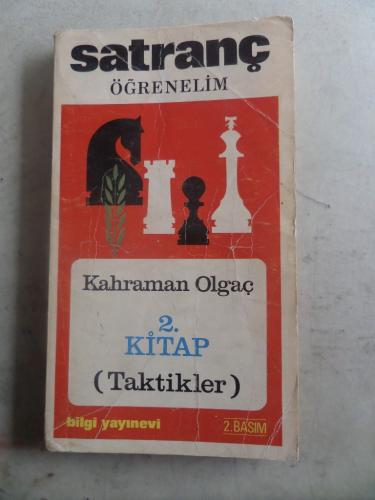 satranç
ÖĞRENELİM
Kahraman Olgaç
2.
KİTAP
(Taktikler)
bilgi yayınevi
2.BASIM